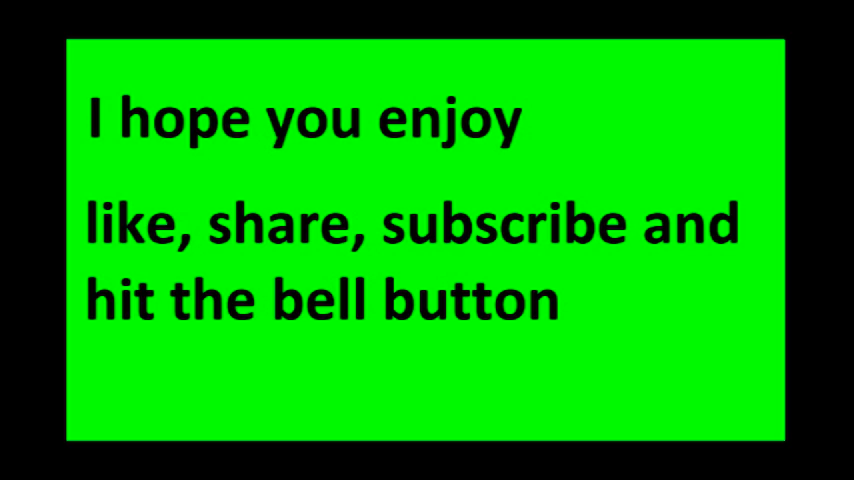 I hope you enjoy
like, share, subscribe and
hit the bell button